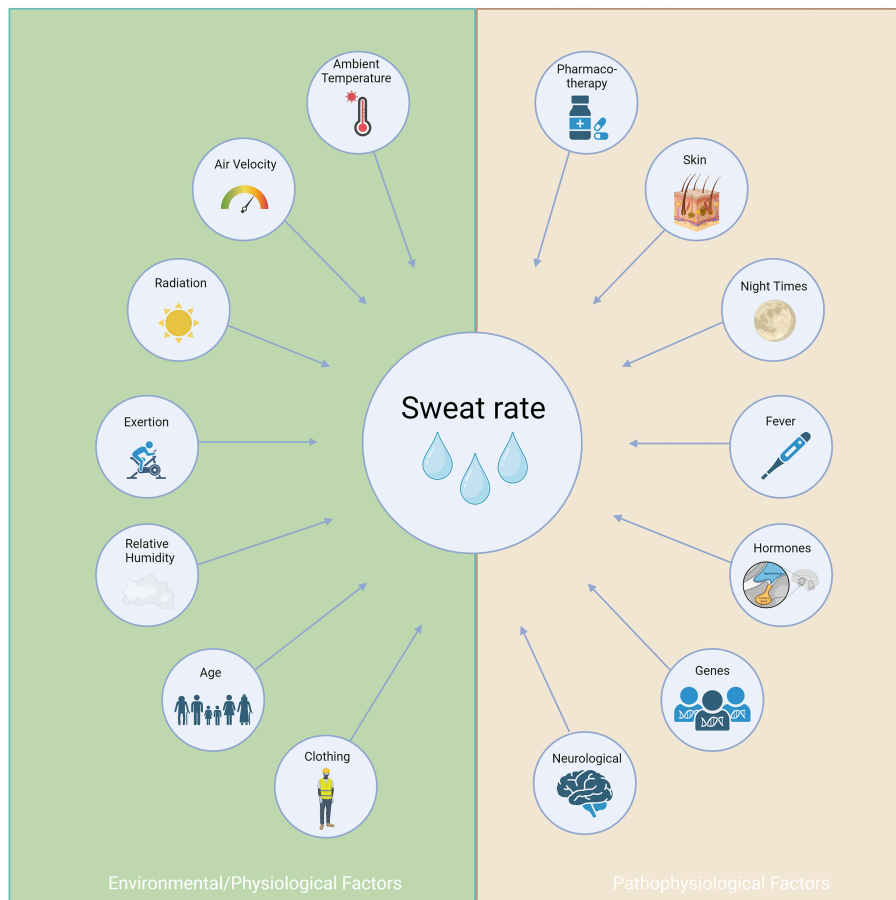 Ambient
Temperature
Air Velocity
Radiation
Exertion
Relative
Humidity
Age
Clothing
Sweat rate
Pharmaco-
therapy
Skin
Night Times
Fever
Hormones
Genes
Neurological
Environmental/Physiological Factors
Pathophysiological Factors